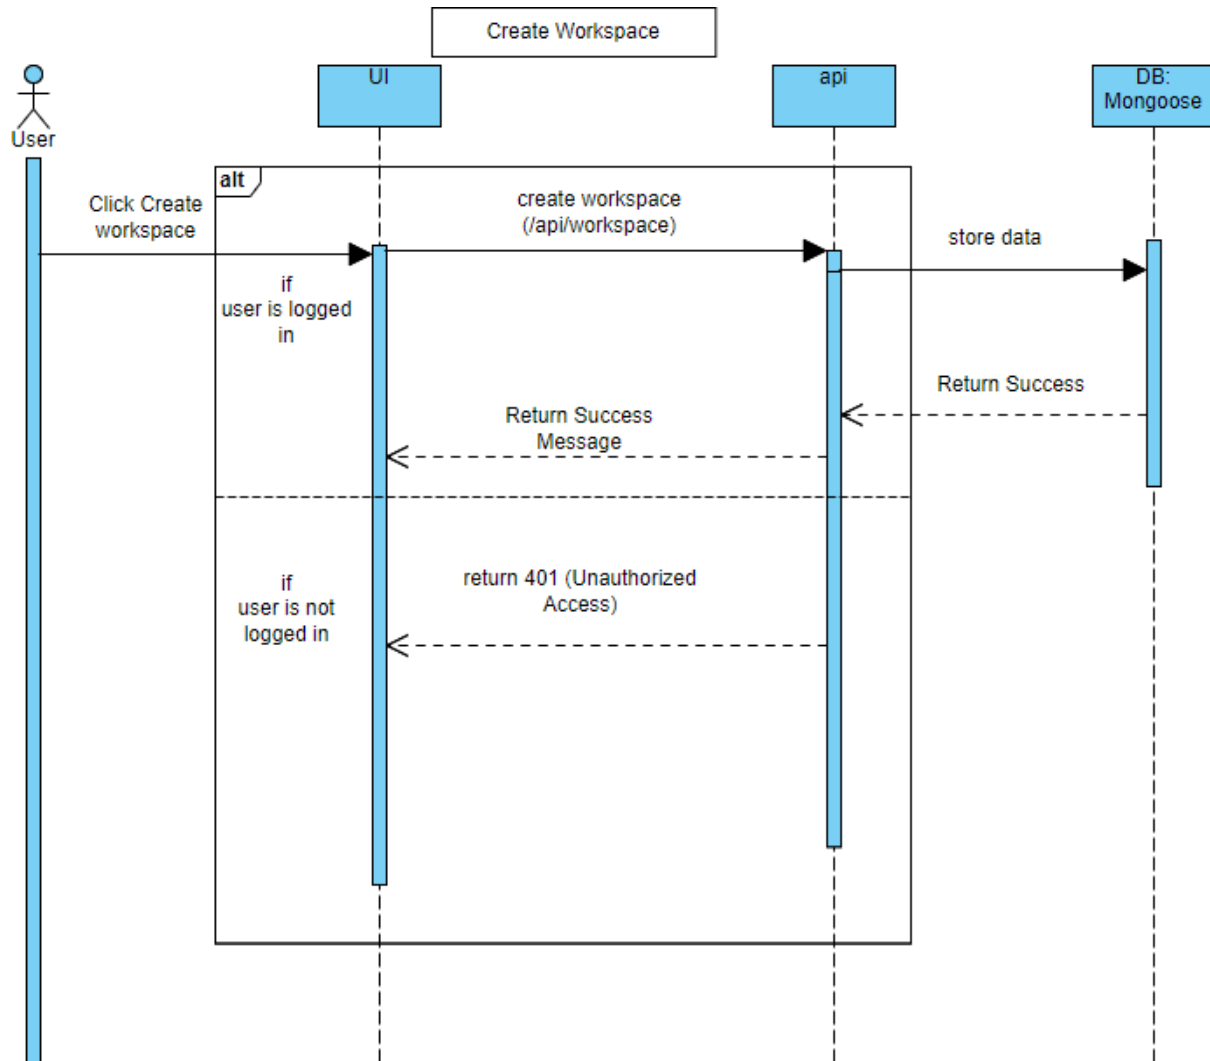 Create Workspace
User
UI
api
DB:
Mongoose
alt
Click Create
workspace
create workspace
(/api/workspace)
store data
if
user is logged
in
Return Success
Return Success
Message
if
user is not
logged in
return 401 (Unauthorized
Access)